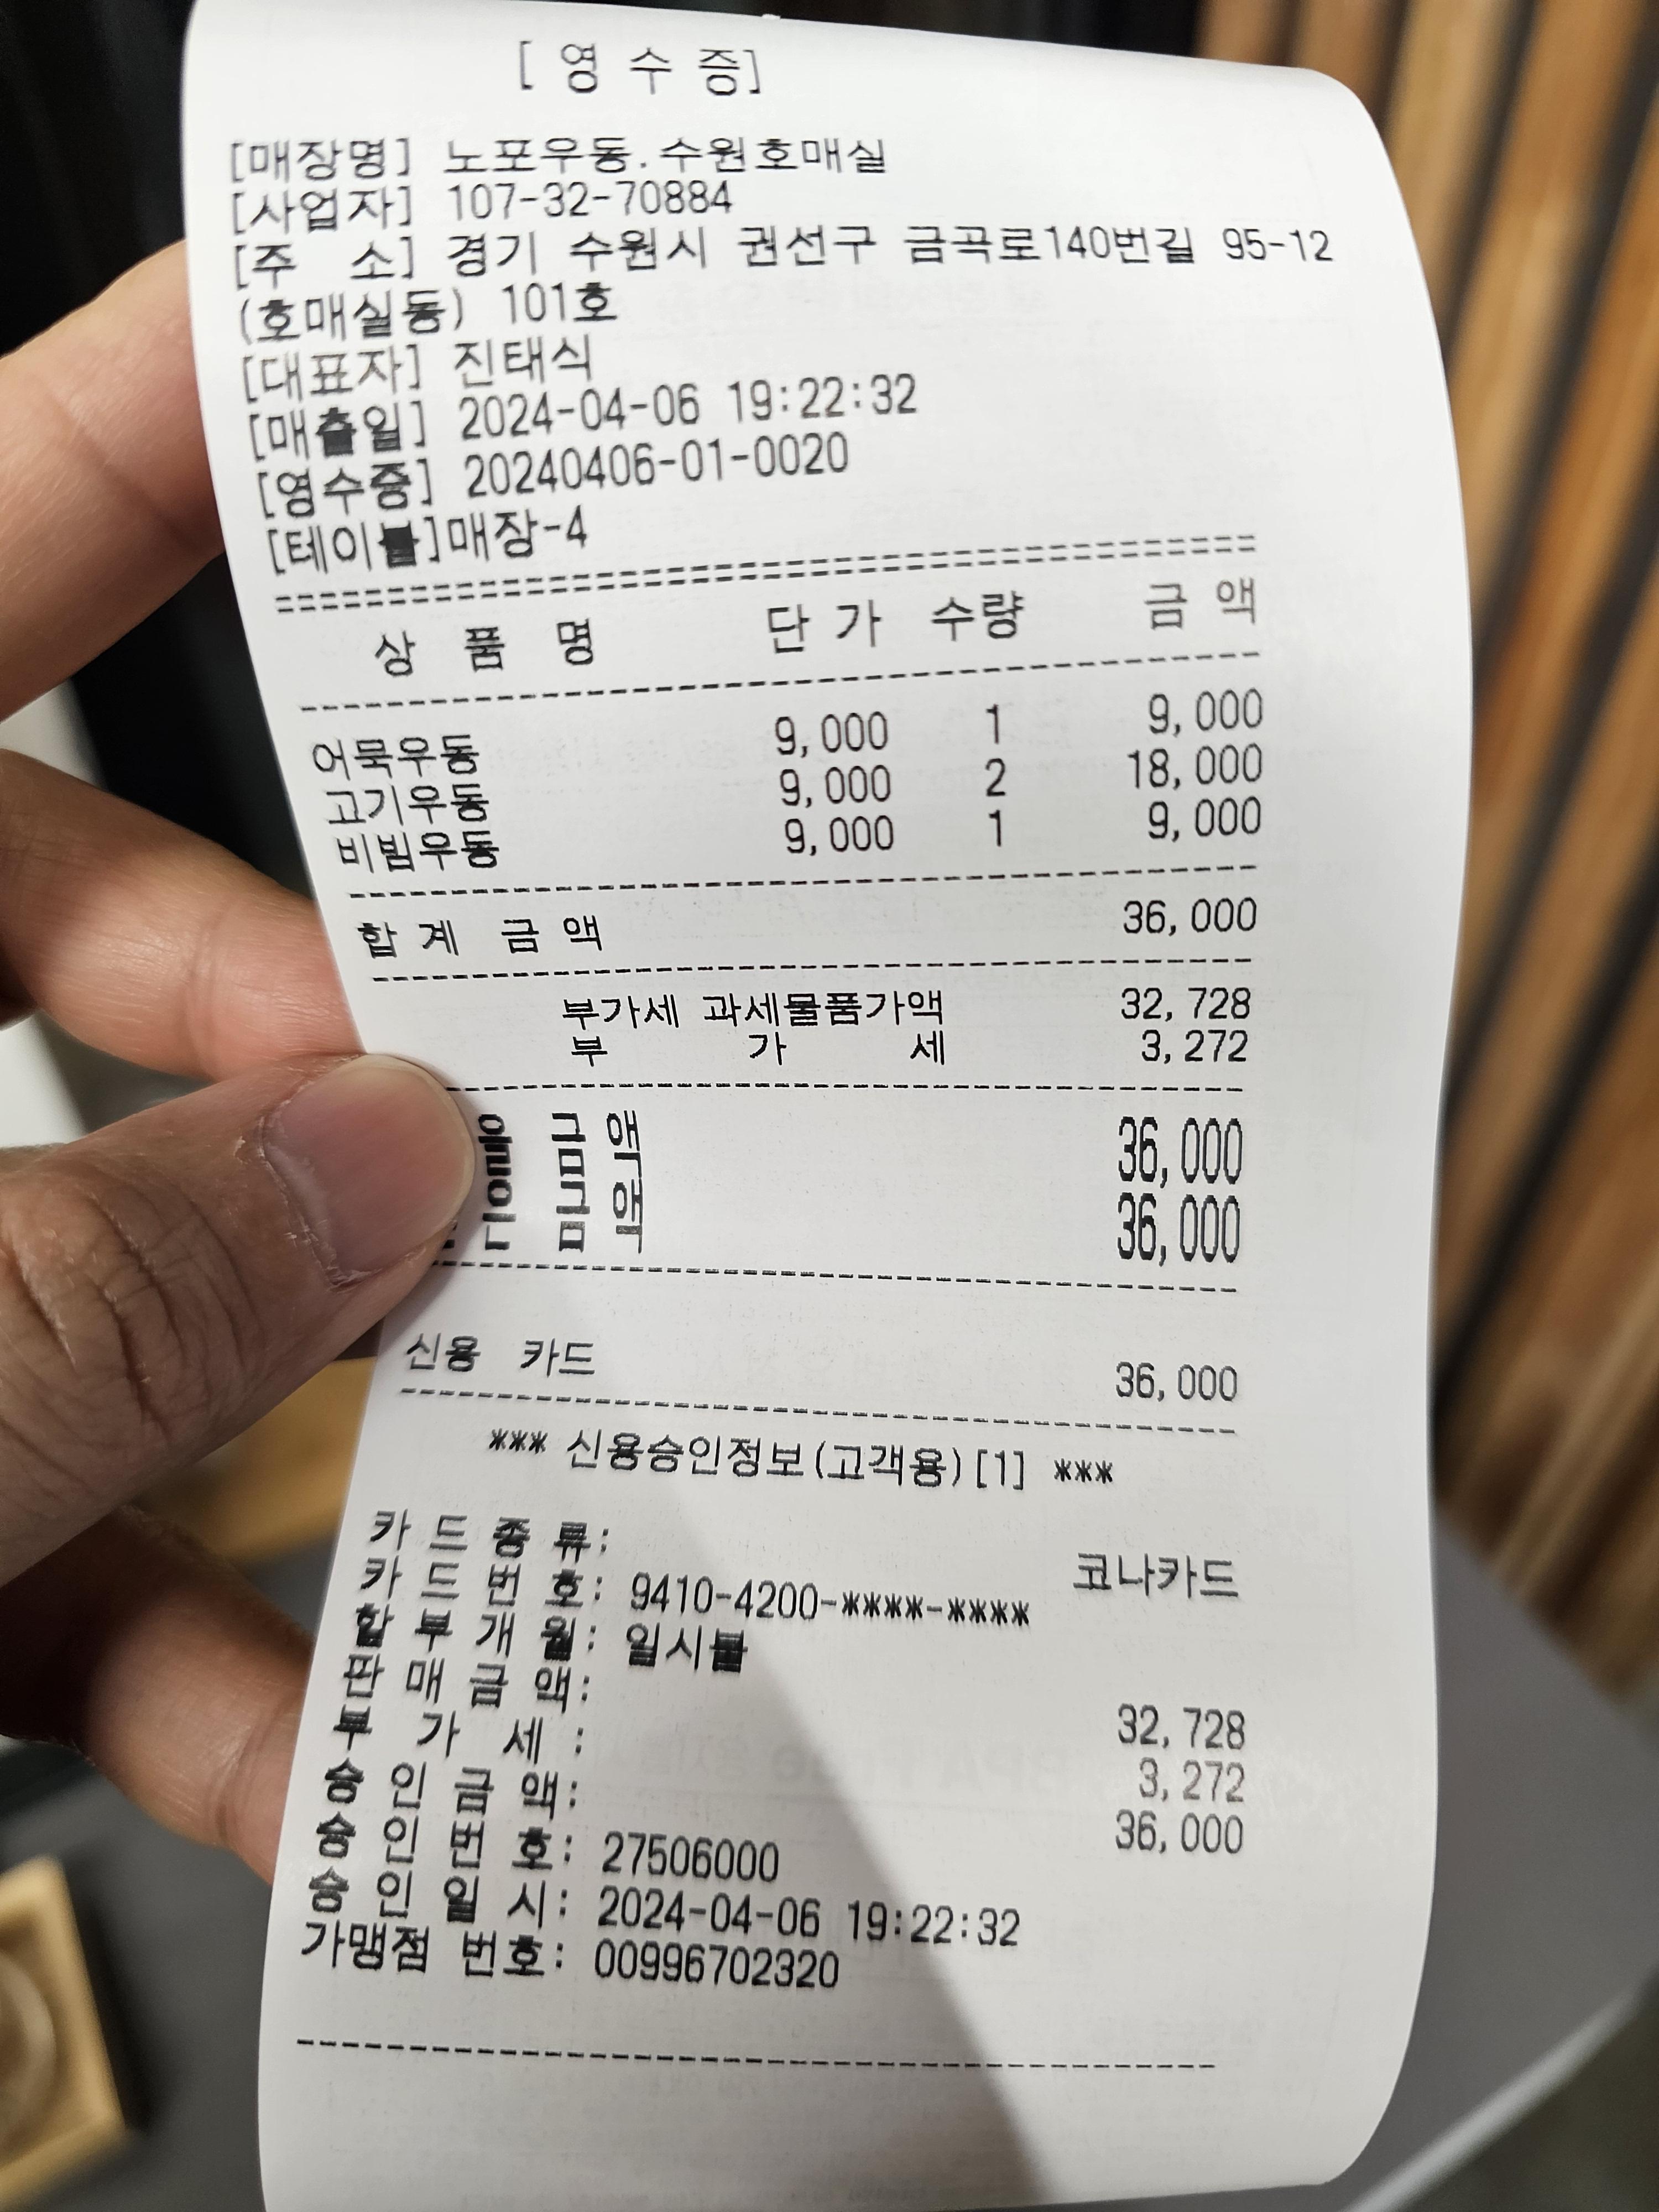 [ 영 수 증]
[매장명] 노포우동.수원호매실
[사업자] 107-32-70884
[주 소] 경기 수원시 권선구 금곡로140번길 95-12
(호매실동) 101호
[대표자] 진태식
[매출일] 2024-04-06 19:22:32
[영수증] 20240406-01-0020
[테이블]매장-4
상 품 명 단 가 수량 금 액
어묵우동 9,000 1 9,000
고기우동 9,000 2 18,000
비빔우동 9,000 1 9,000
합 계 금 액 36,000
부가세 과세물품가액 32,728
부 가 세 3,272
금 액 36,000
금 액 36,000
신용 카드 36,000
*** 신용승인정보(고객용)[1] ***
카 드 종 류: 코나카드
카 드 번 호: 9410-4200-****-****
할 부 개 월: 일시불
판 매 금 액: 32,728
부 가 세 : 3,272
승 인 금 액: 36,000
승 인 번 호: 27506000
승 인 일 시: 2024-04-06 19:22:32
가맹점 번호: 00996702320